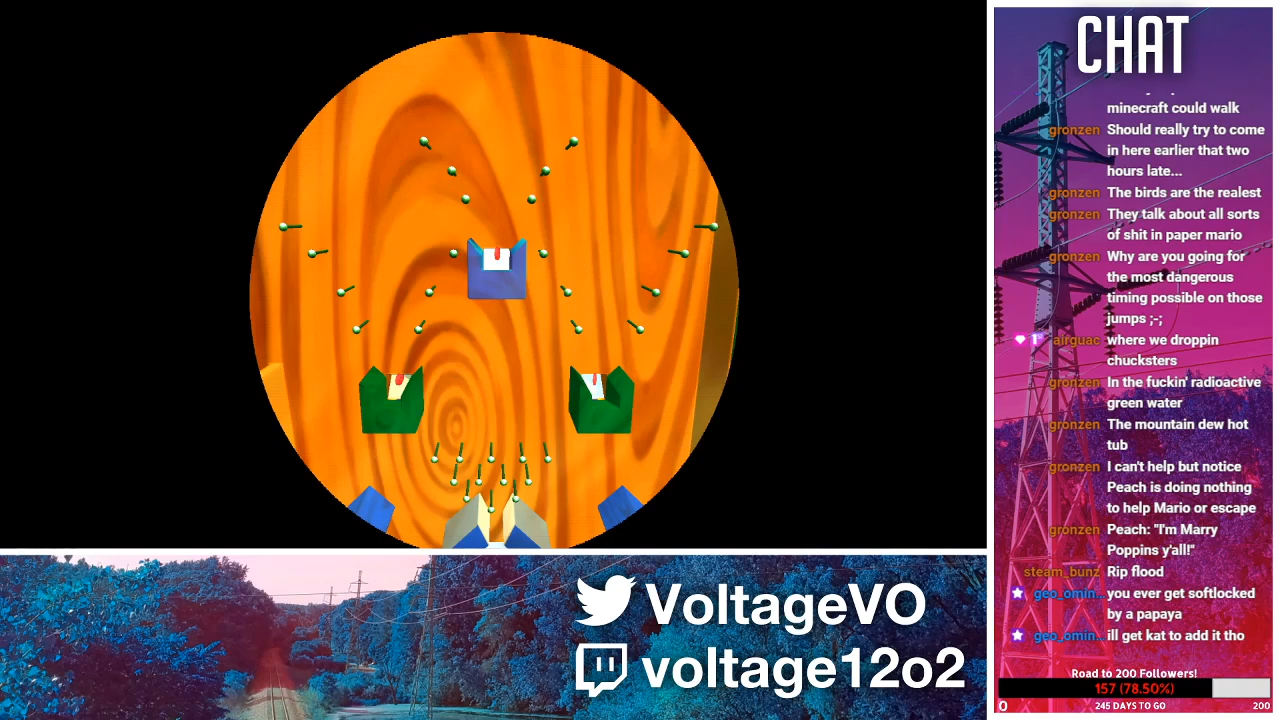 CHAT
minecraft could walk
gronzen Should really try to come
in here earlier that two
hours late...
gronzen The birds are the realest
gronzen They talk about all sorts
of shit in paper mario
gronzen Why are you going for
the most dangerous
timing possible on those
jumps ;-;
airguac where we droppin
chucksters
gronzen In the fuckin' radioactive
green water
gronzen The mountain dew hot
tub
gronzen I can't help but notice
Peach is doing nothing
to help Mario or escape
gronzen Peach: "I'm Marry
Poppins y'all!"
steam_bunz Rip flood
geo_omin... you ever get softlocked
by a papaya
geo_omin... ill get kat to add it tho
Road to 200 Followers!
157 (78.50%)
0 245 DAYS TO GO 200
VoltageVO
voltage12o2